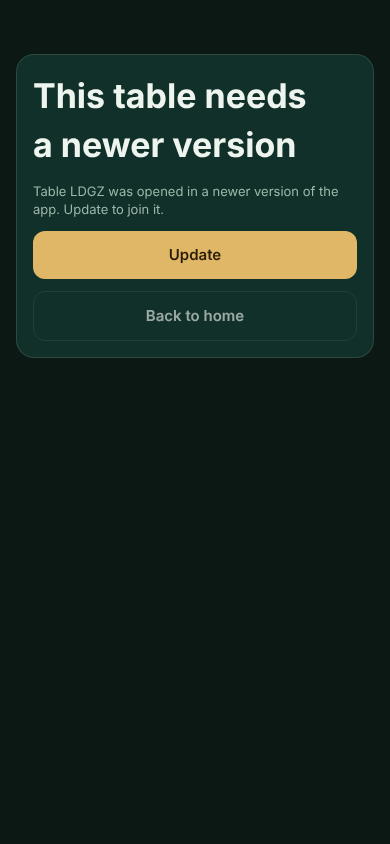 This table needs
a newer version
Table LDGZ was opened in a newer version of the
app. Update to join it.
Update
Back to home